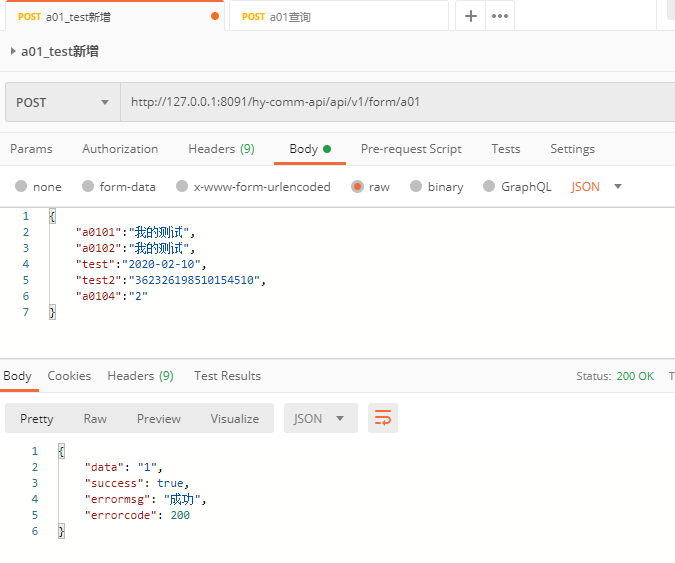 POST a01_test新增 POST a01查询
a01_test新增
POST http://127.0.0.1:8091/hy-comm-api/api/v1/form/a01
Params Authorization Headers (9) Body Pre-request Script Tests Settings
none form-data x-www-form-urlencoded raw binary GraphQL JSON
1 {
2 "a0101":"我的测试",
3 "a0102":"我的测试",
4 "test":"2020-02-10",
5 "test2":"362326198510154510",
6 "a0104":"2"
7 }
Body Cookies Headers (9) Test Results Status: 200 OK T
Pretty Raw Preview Visualize JSON
1 {
2 "data": "1",
3 "success": true,
4 "errormsg": "成功",
5 "errorcode": 200
6 }